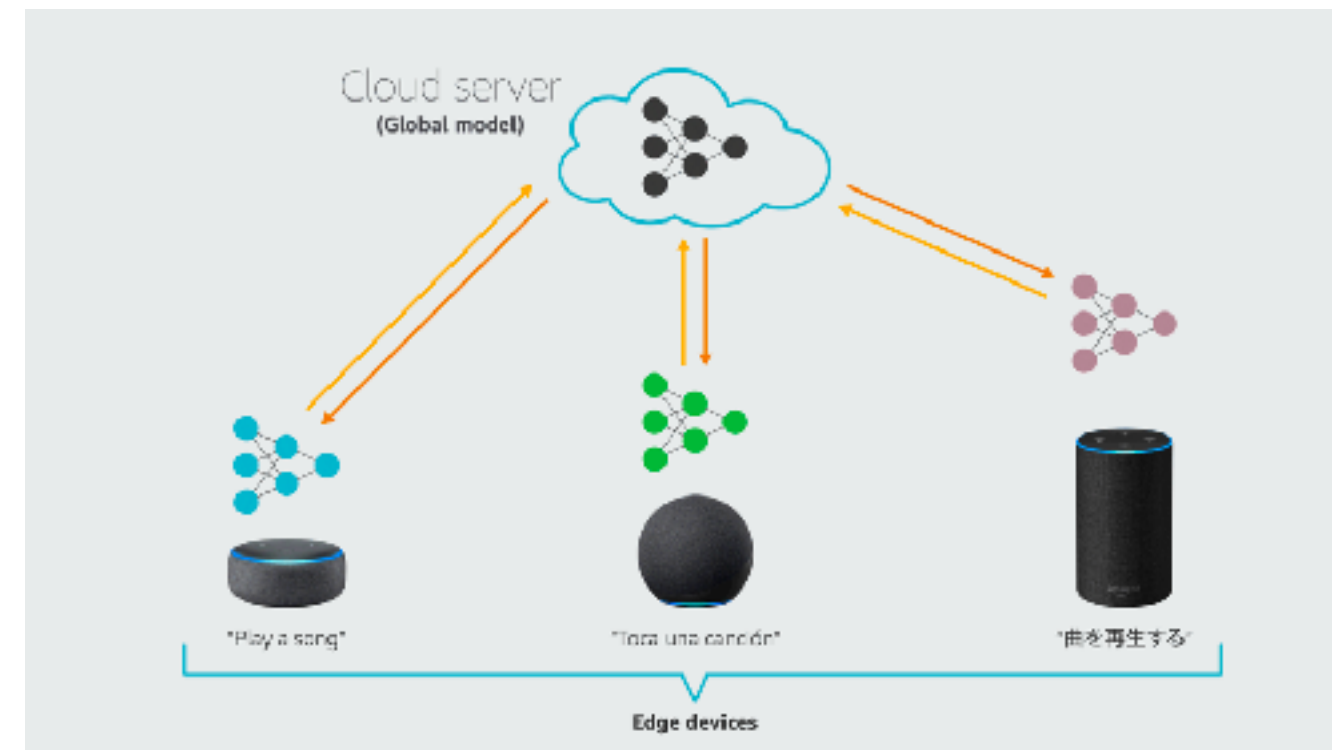 Cloud server
(Global model)
"Play a song"
"Toca una canción"
"曲を再生する"
Edge devices